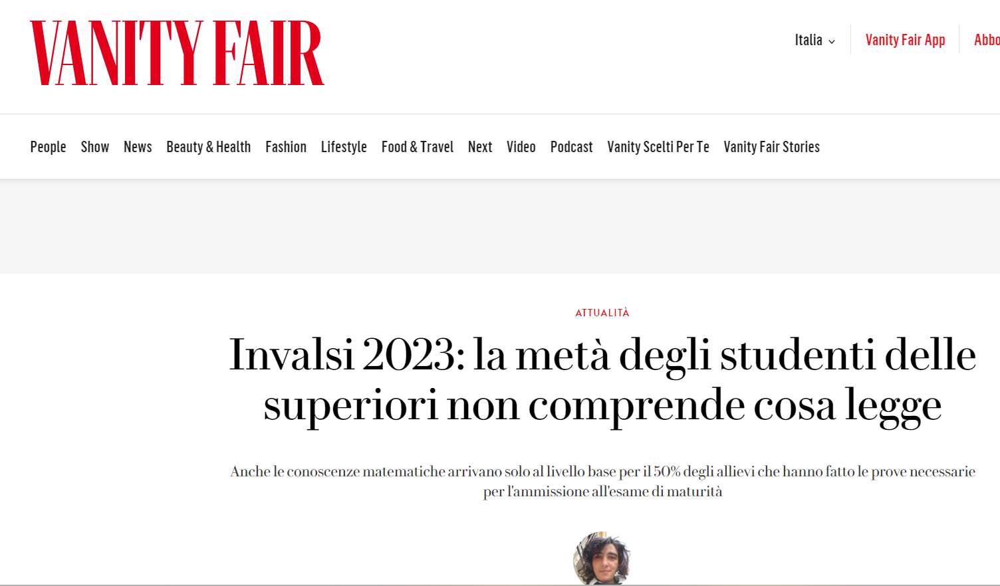 VANITY FAIR
Italia
Vanity Fair App
Abbo
People Show News Beauty & Health Fashion Lifestyle Food & Travel Next Video Podcast Vanity Scelti Per Te Vanity Fair Stories
ATTUALITÀ
Invalsi 2023: la metà degli studenti delle
superiori non comprende cosa legge
Anche le conoscenze matematiche arrivano solo al livello base per il 50% degli allievi che hanno fatto le prove necessarie
per l'ammissione all'esame di maturità